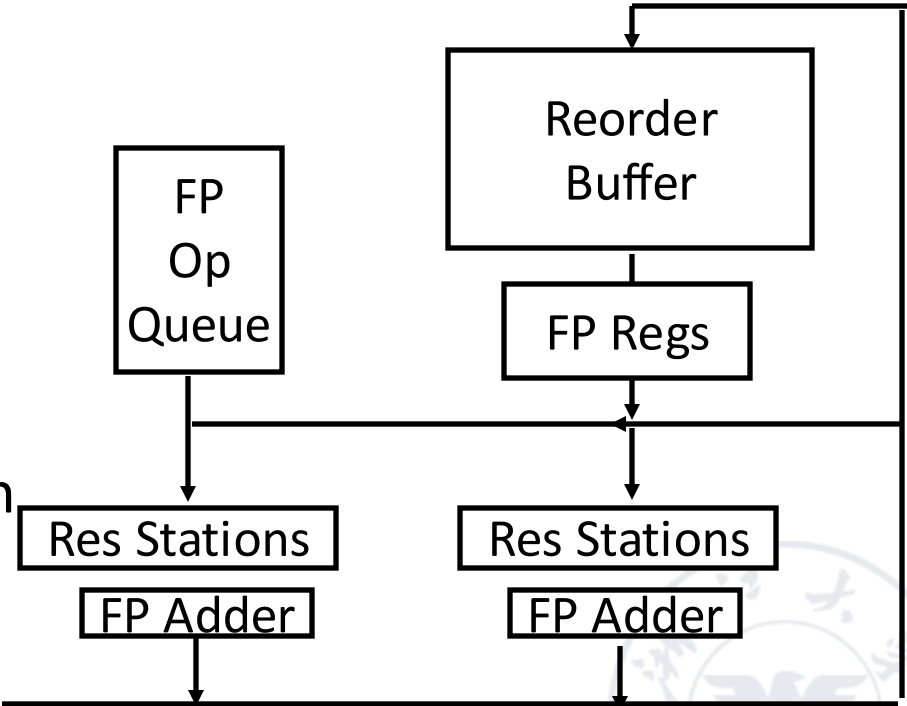 Reorder
Buffer
FP
Op
Queue
FP Regs
Res Stations
Res Stations
FP Adder
FP Adder